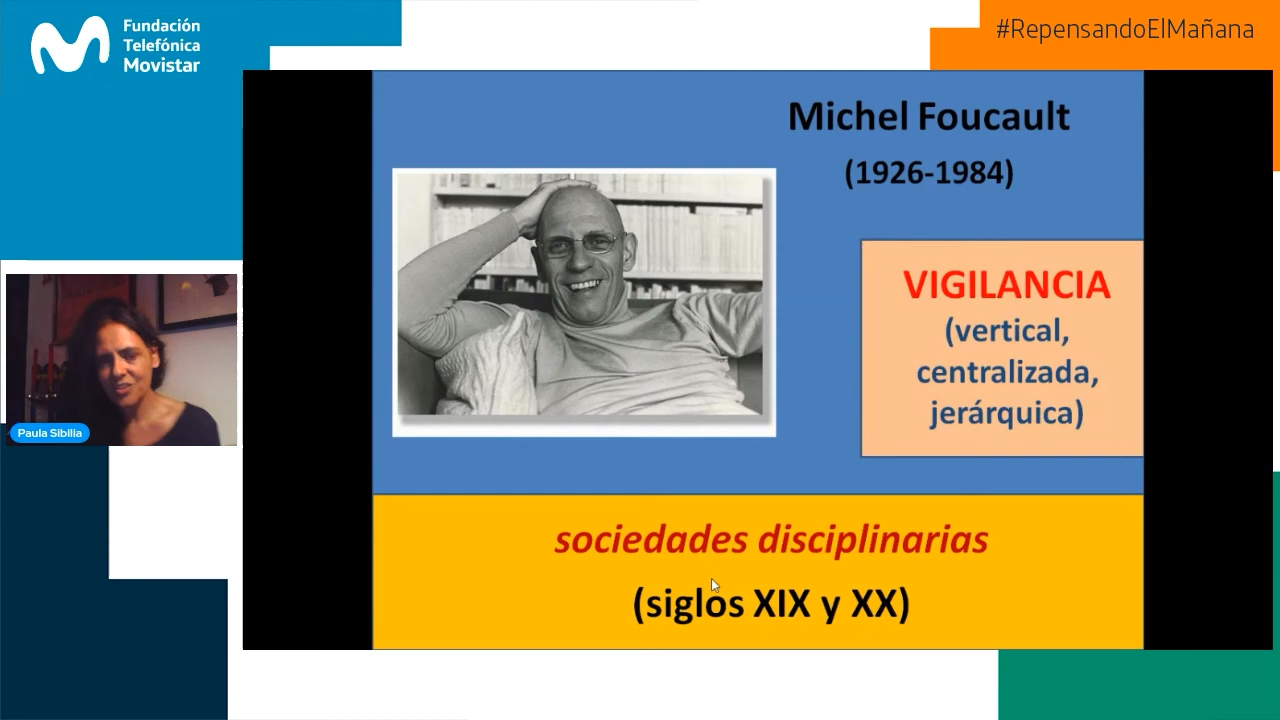 Fundación
Telefónica
Movistar
#RepensandoElMañana
Michel Foucault
(1926-1984)
VIGILANCIA
(vertical,
centralizada,
jerárquica)
Paula Sibilia
sociedades disciplinarias
(siglos XIX y XX)